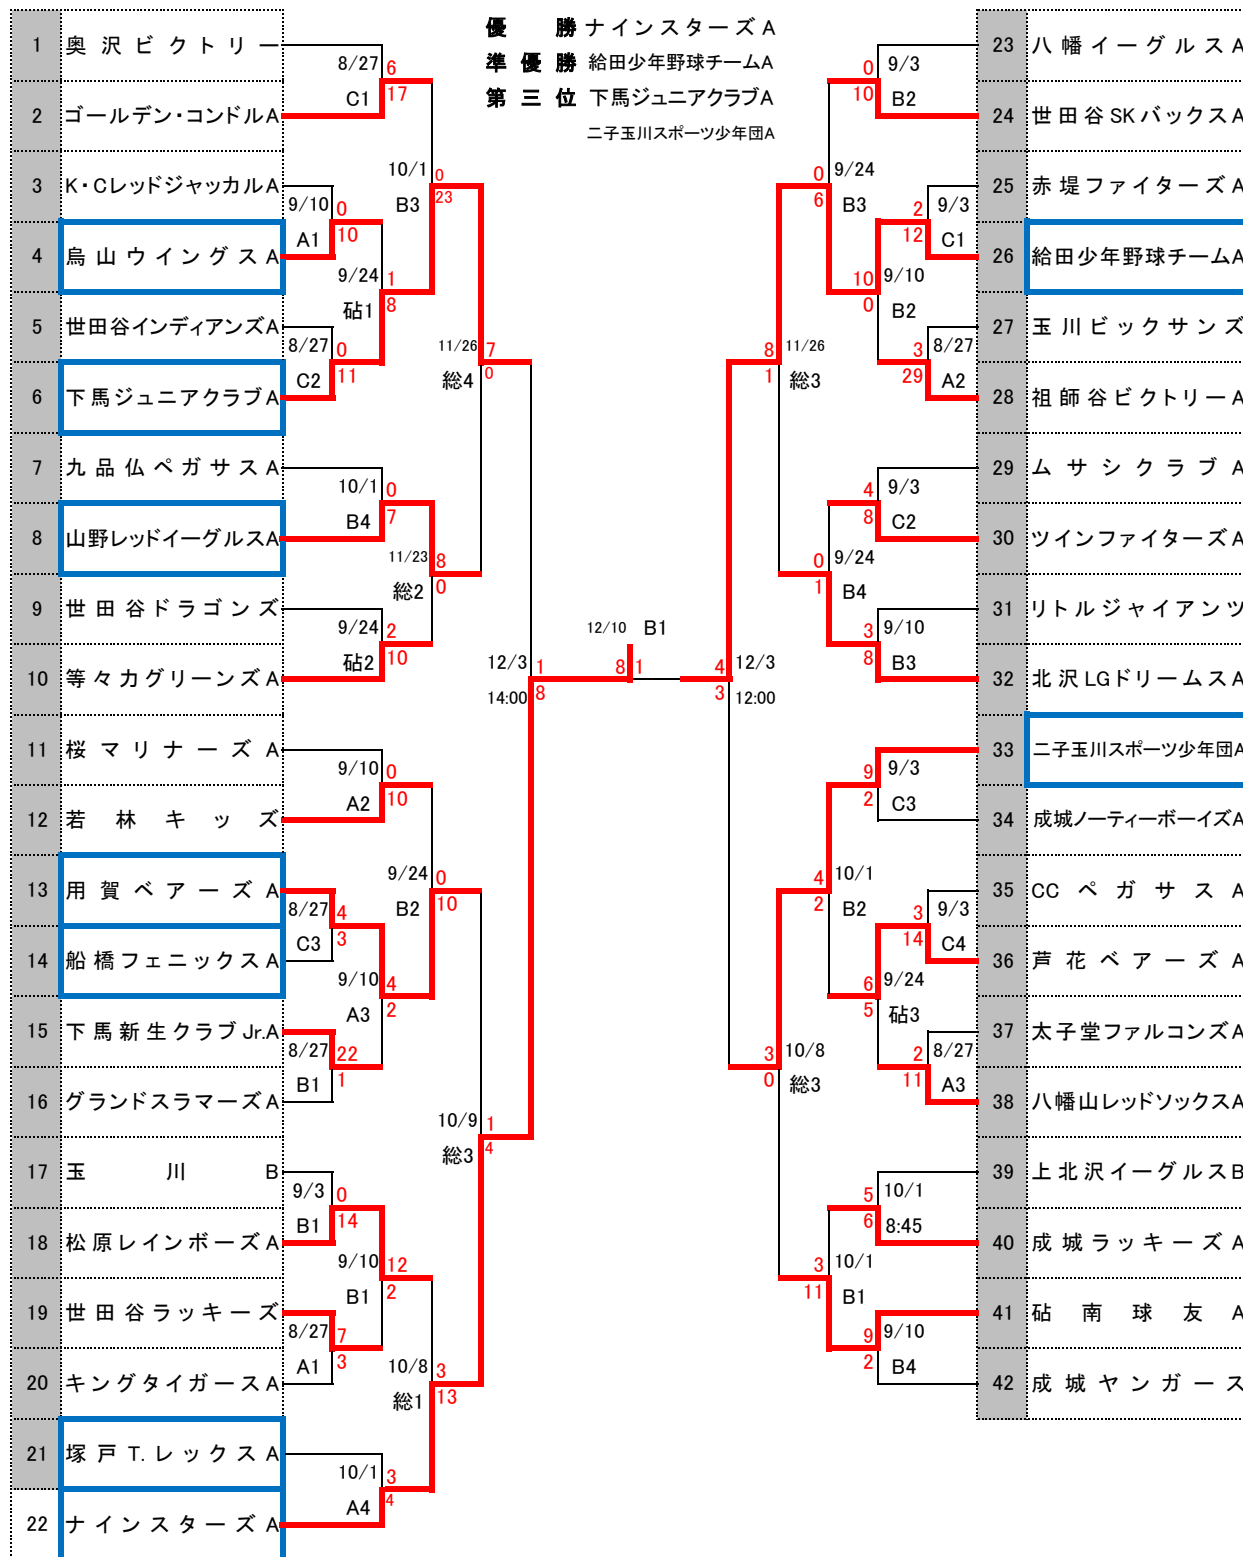 優勝 ナインスターズA
準優勝 給田少年野球チームA
第三位 下馬ジュニアクラブA
二子玉川スポーツ少年団A
1 奥沢ビクトリー
8/27 6
C1 17
2 ゴールデン・コンドルA
10/1 0
B3 23
3 K・CレッドジャッカルA
9/10 0
A1 10
4 烏山ウイングスA
9/24 1
砧1 8
5 世田谷インディアンズA
8/27 0
C2 11
6 下馬ジュニアクラブA
11/26 7
総4 0
7 九品仏ペガサスA
10/1 0
B4 7
8 山野レッドイーグルスA
11/23 8
総2 0
9 世田谷ドラゴンズ
9/24 2
砧2 10
10 等々力グリーンズA
12/3 1
14:00 8
11 桜マリナーズA
9/10 0
A2 10
12 若林キッズ
9/24 0
B2 10
13 用賀ベアーズA
8/27 4
C3 3
14 船橋フェニックスA
9/10 4
A3 2
15 下馬新生クラブJr.A
8/27 22
B1 1
16 グランドスラマーズA
10/9 1
総3 4
17 玉川B
9/3 0
B1 14
18 松原レインボーズA
9/10 12
B1 2
19 世田谷ラッキーズ
8/27 7
A1 3
20 キングタイガースA
10/8 3
総1 13
21 塚戸T.レックスA
10/1 3
A4 4
22 ナインスターズA
12/10 B1
8 1
23 八幡イーグルスA
0 9/3
10 B2
24 世田谷SKバックスA
0 9/24
6 B3
25 赤堤ファイターズA
2 9/3
12 C1
26 給田少年野球チームA
10 9/10
0 B2
27 玉川ビックサンズ
3 8/27
29 A2
28 祖師谷ビクトリーA
8 11/26
1 総3
29 ムサシクラブA
4 9/3
8 C2
30 ツインファイターズA
0 9/24
1 B4
31 リトルジャイアンツ
3 9/10
8 B3
32 北沢LGドリームスA
4 12/3
3 12:00
33 二子玉川スポーツ少年団A
9 9/3
2 C3
34 成城ノーティーボーイズA
4 10/1
2 B2
35 CCペガサスA
3 9/3
14 C4
36 芦花ベアーズA
6 9/24
5 砧3
37 太子堂ファルコンズA
2 8/27
11 A3
38 八幡山レッドソックスA
3 10/8
0 総3
39 上北沢イーグルスB
5 10/1
6 8:45
40 成城ラッキーズA
3 10/1
11 B1
41 砧南球友A
9 9/10
2 B4
42 成城ヤンガース